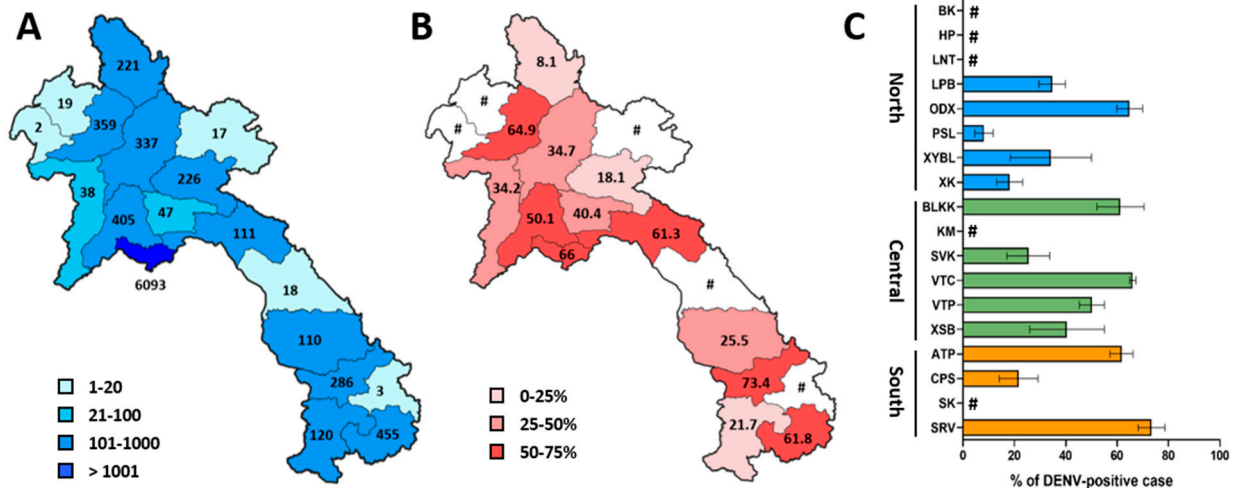 A
221
19
2
359
337
17
226
38
405
47
111
6093
18
110
286
3
120
455
1-20
21-100
101-1000
> 1001
B
8.1
#
#
64.9
#
34.7
18.1
34.2
50.1
40.4
61.3
66
#
25.5
73.4
#
21.7
61.8
0-25%
25-50%
50-75%
C
North
BK #
HP #
LNT #
LPB
ODX
PSL
XYBL
XK
Central
BLKK
KM #
SVK
VTC
VTP
XSB
South
ATP
CPS
SK #
SRV
0 20 40 60 80 100
% of DENV-positive case